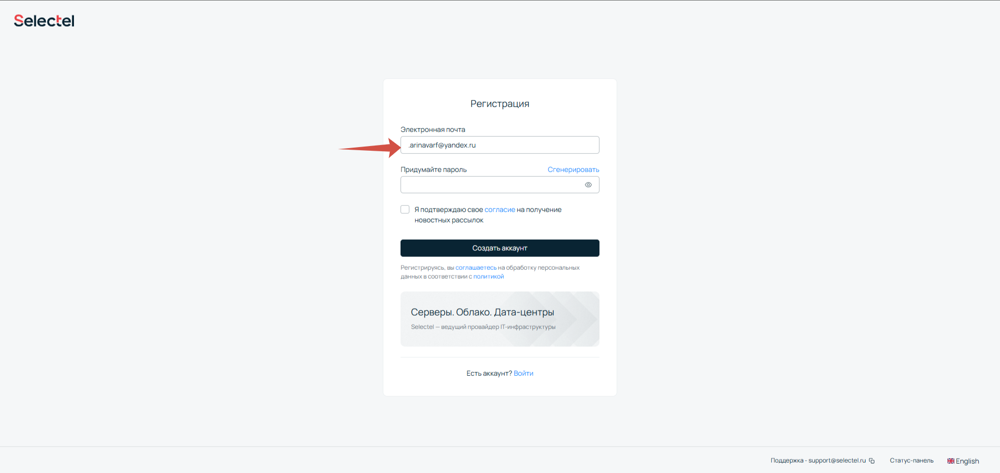 Selectel
Регистрация
Электронная почта
.arinavarf@yandex.ru
Придумайте пароль Сгенерировать
Я подтверждаю свое согласие на получение
новостных рассылок
Создать аккаунт
Регистрируясь, вы соглашаетесь на обработку персональных
данных в соответствии с политикой
Серверы. Облако. Дата-центры
Selectel — ведущий провайдер IT-инфраструктуры
Есть аккаунт? Войти
Поддержка - support@selectel.ru Статус-панель English